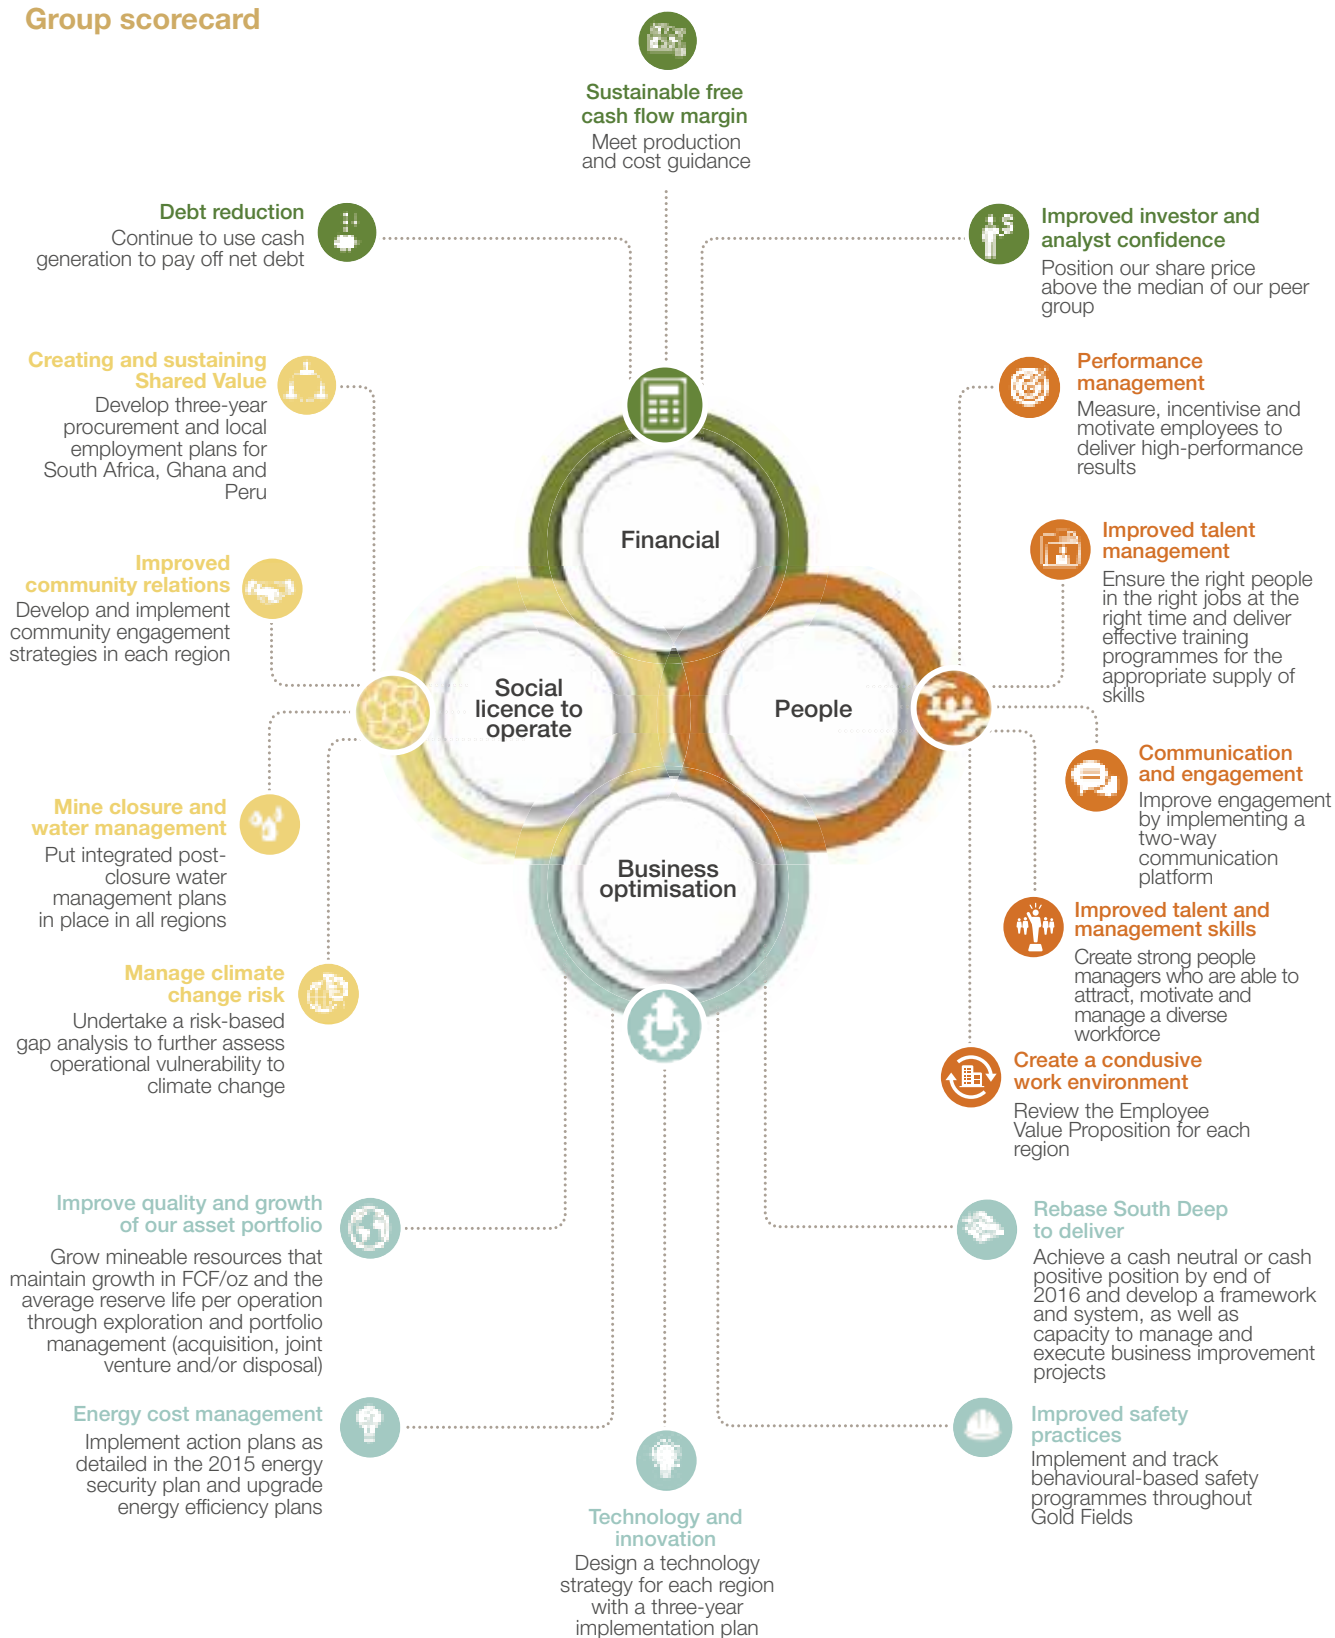 Group scorecard
Sustainable free
cash flow margin
Meet production
and cost guidance
Debt reduction
Continue to use cash
generation to pay off net debt
Improved investor and
analyst confidence
Position our share price
above the median of our peer
group
Creating and sustaining
Shared Value
Develop three-year
procurement and local
employment plans for
South Africa, Ghana and
Peru
Performance
management
Measure, incentivise and
motivate employees to
deliver high-performance
results
Improved
community relations
Develop and implement
community engagement
strategies in each region
Improved talent
management
Ensure the right people
in the right jobs at the
right time and deliver
effective training
programmes for the
appropriate supply of
skills
Financial
Social
licence to
operate
People
Business
optimisation
Communication
and engagement
Improve engagement
by implementing a
two-way
communication
platform
Mine closure and
water management
Put integrated post-
closure water
management plans
in place in all regions
Improved talent and
management skills
Create strong people
managers who are able to
attract, motivate and
manage a diverse
workforce
Manage climate
change risk
Undertake a risk-based
gap analysis to further assess
operational vulnerability to
climate change
Create a condusive
work environment
Review the Employee
Value Proposition for each
region
Improve quality and growth
of our asset portfolio
Grow mineable resources that
maintain growth in FCF/oz and the
average reserve life per operation
through exploration and portfolio
management (acquisition, joint
venture and/or disposal)
Rebase South Deep
to deliver
Achieve a cash neutral or cash
positive position by end of
2016 and develop a framework
and system, as well as
capacity to manage and
execute business improvement
projects
Energy cost management
Implement action plans as
detailed in the 2015 energy
security plan and upgrade
energy efficiency plans
Improved safety
practices
Implement and track
behavioural-based safety
programmes throughout
Gold Fields
Technology and
innovation
Design a technology
strategy for each region
with a three-year
implementation plan